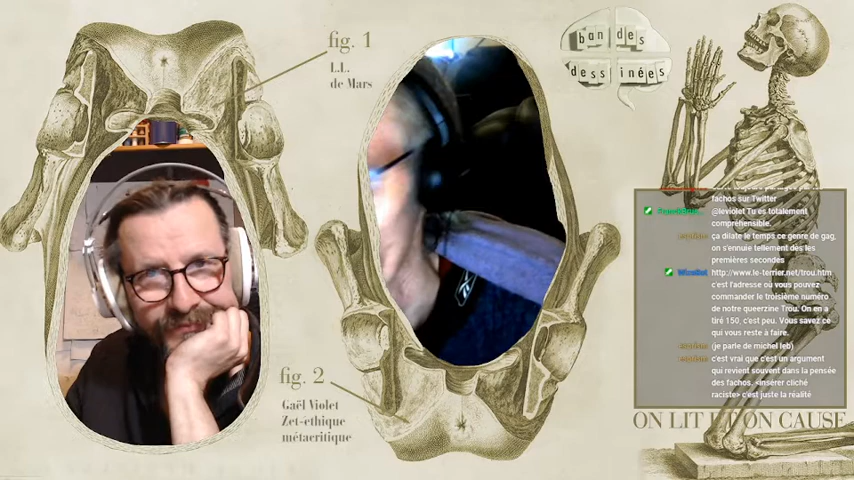 fig. 1
L.L.
de Mars
ban des
dess inées
fachos sur Twitter
@leviolet Tu es totalement
compréhensible.
ça dilate le temps ce genre de gag,
on s'ennuie tellement dès les
premières secondes
http://www.le-terrier.net/trou.htm
c'est l'adresse où vous pouvez
commander le troisième numéro
de notre queerzine Trou. On en a
tiré 150, c'est peu. Vous savez ce
qui vous reste à faire.
(je parle de michel leb)
c'est vrai que c'est un argument
qui revient souvent dans la pensée
des fachos. <insérer cliché
raciste> c'est juste la réalité
fig. 2
Gaël Violet
Zet-éthique
métacritique
ON LIT ET ON CAUSE